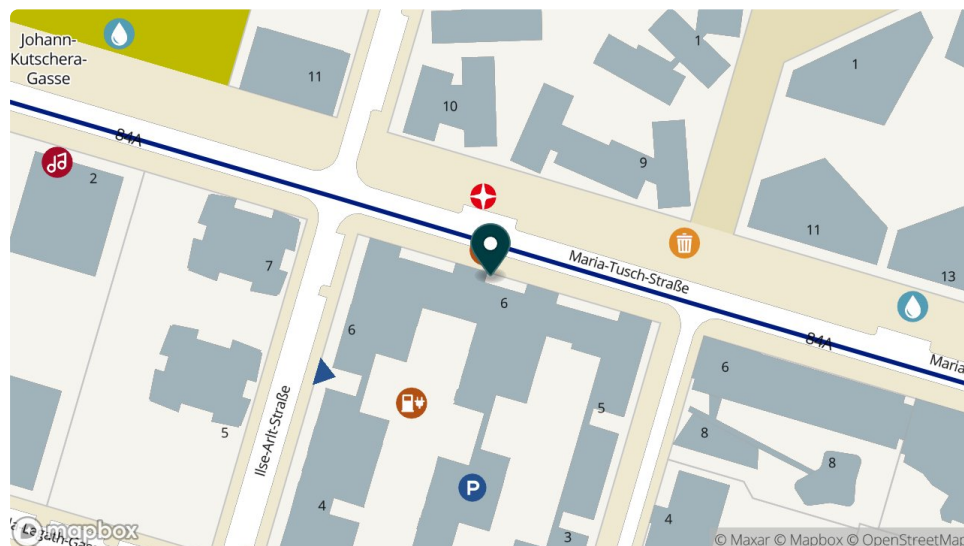 Johann-
Kutschera-
Gasse
11
10
1
1
9
84A
2
7
11
13
Maria-Tusch-Straße
6
6
84A
Maria
6
5
5
Ilse-Arlt-Straße
8
8
P
4
4
3
mapbox
© Maxar © Mapbox © OpenStreetMap